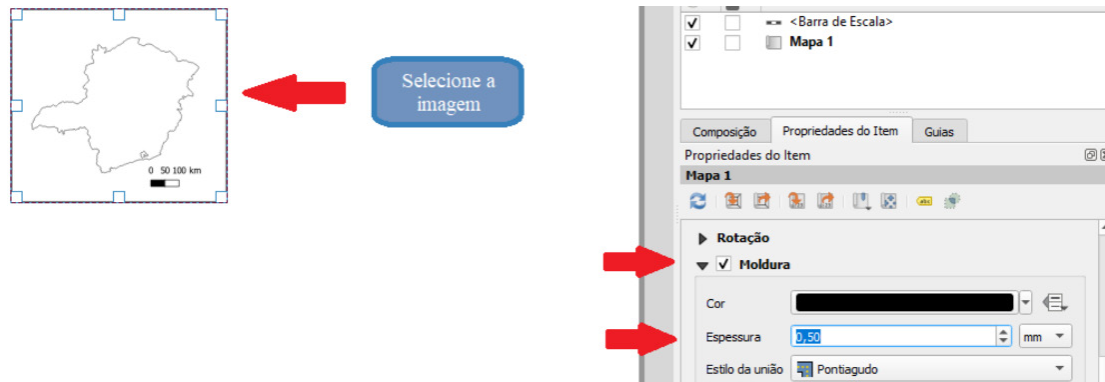 0 50 100 km
Selecione a
imagem
<Barra de Escala>
Mapa 1
Composição Propriedades do Item Guias
Propriedades do Item
Mapa 1
abc
Rotação
Moldura
Cor
Espessura 0,50 mm
Estilo da união Pontiagudo